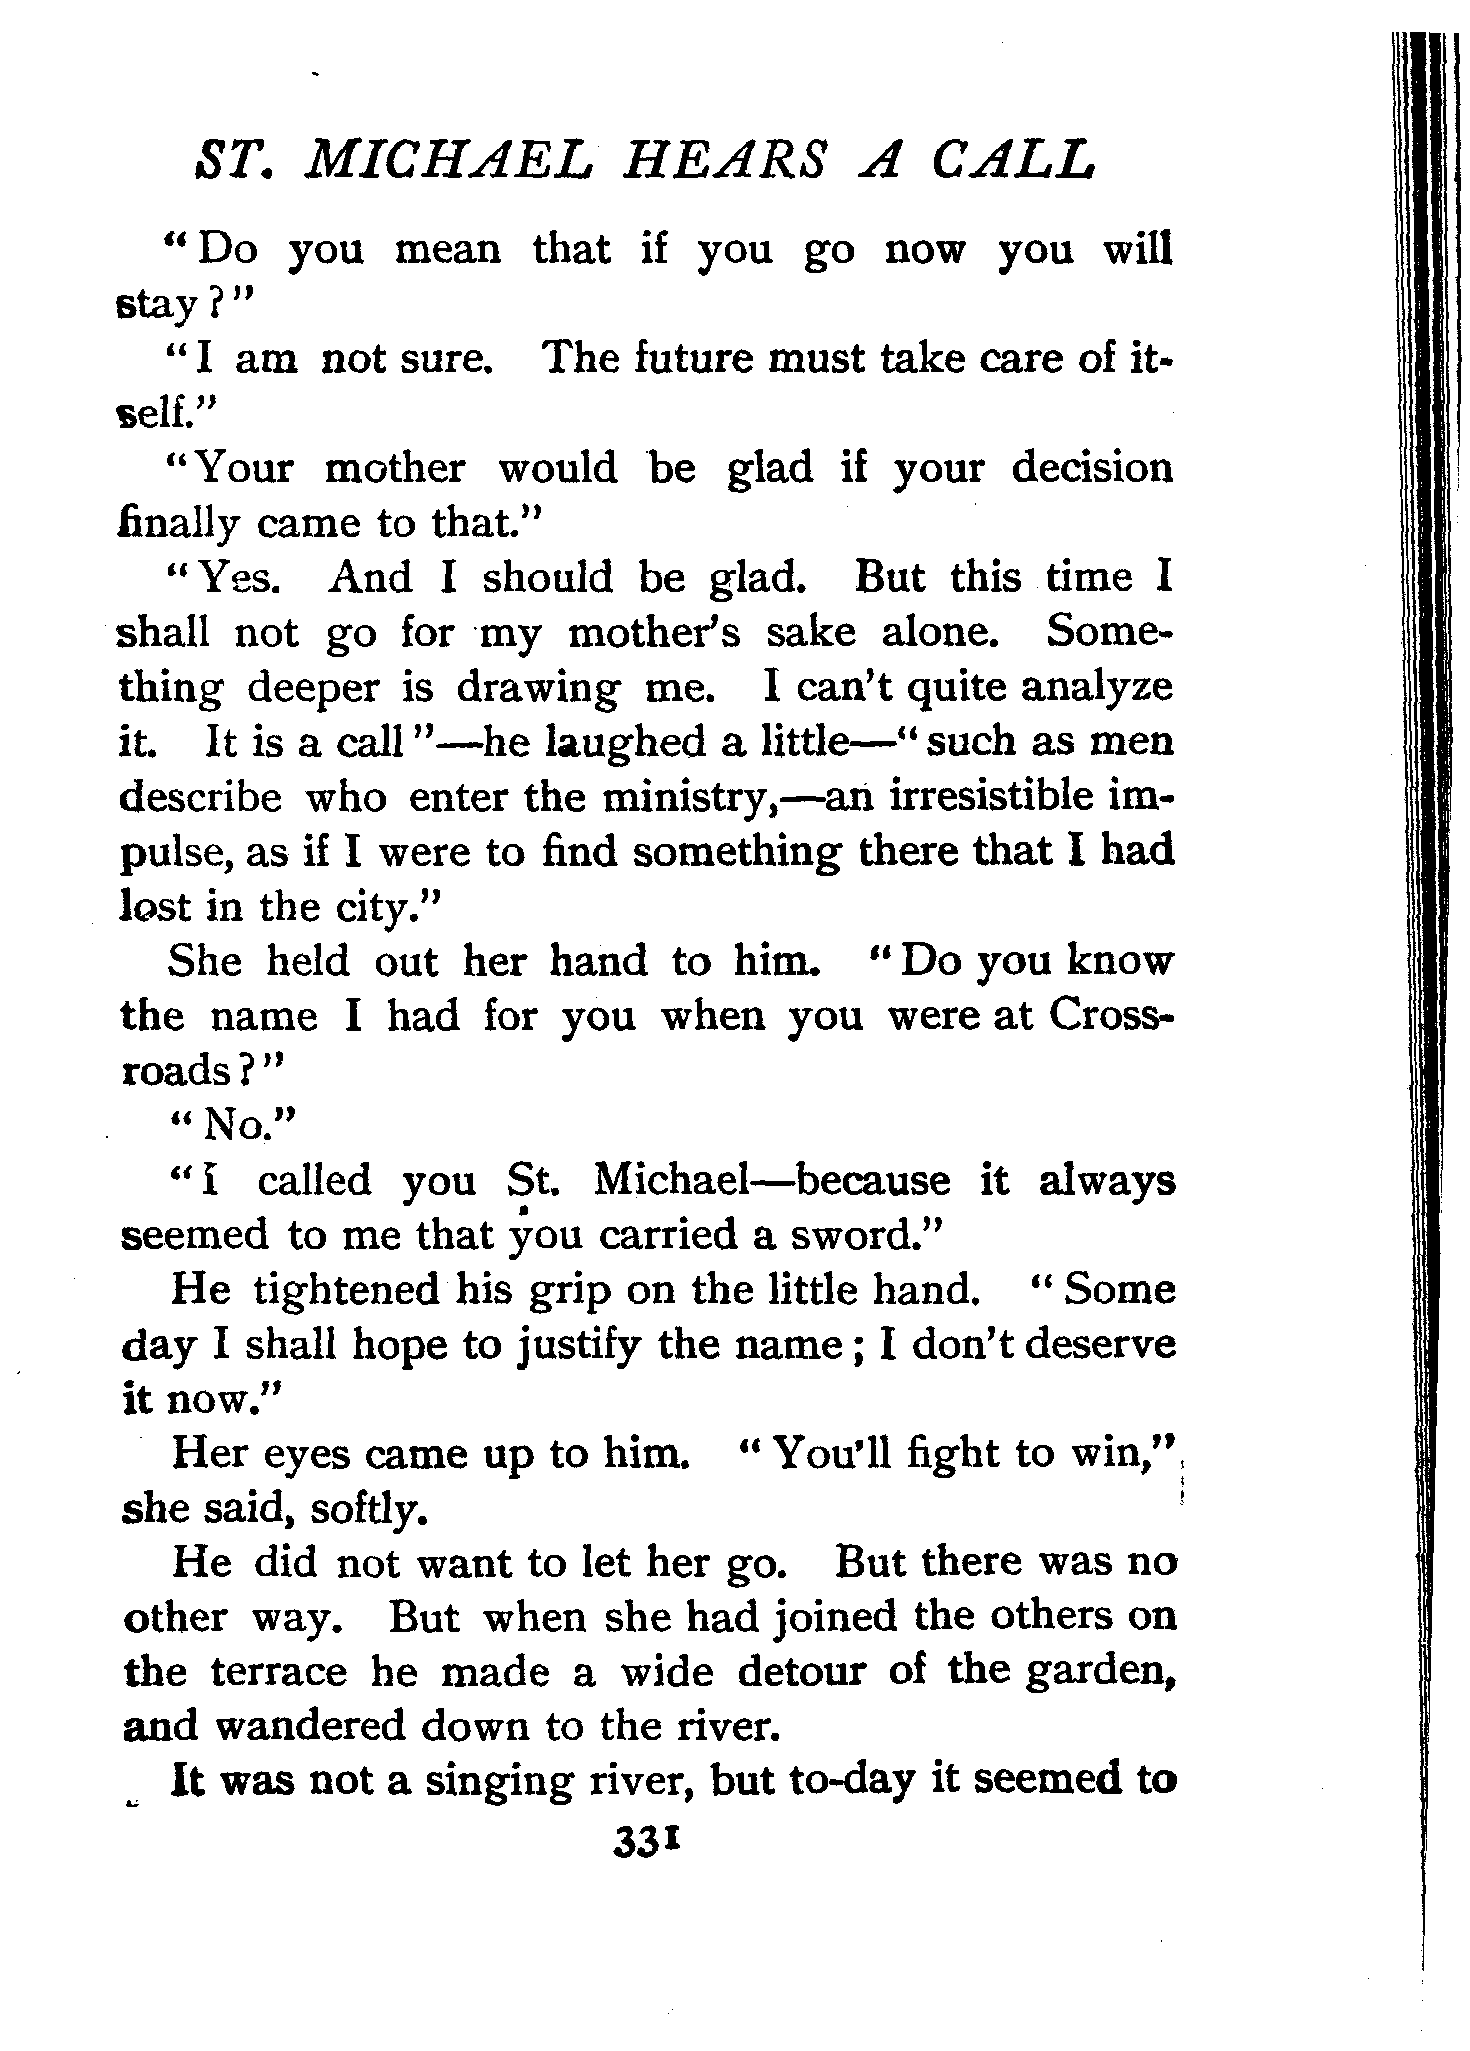 ST. MICHAEL HEARS A CALL
“Do you mean that if you go now you will
stay?”
“I am not sure. The future must take care of it-
self.”
“Your mother would be glad if your decision
finally came to that.”
“Yes. And I should be glad. But this time I
shall not go for my mother’s sake alone. Some-
thing deeper is drawing me. I can’t quite analyze
it. It is a call”—he laughed a little—“such as men
describe who enter the ministry,—an irresistible im-
pulse, as if I were to find something there that I had
lost in the city.”
She held out her hand to him. “Do you know
the name I had for you when you were at Cross-
roads?”
“No.”
“I called you St. Michael—because it always
seemed to me that you carried a sword.”
He tightened his grip on the little hand. “Some
day I shall hope to justify the name; I don’t deserve
it now.”
Her eyes came up to him. “You’ll fight to win,”
she said, softly.
He did not want to let her go. But there was no
other way. But when she had joined the others on
the terrace he made a wide detour of the garden,
and wandered down to the river.
It was not a singing river, but to-day it seemed to
331